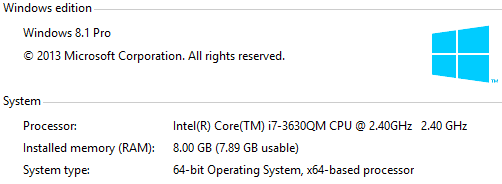 Windows edition
Windows 8.1 Pro
© 2013 Microsoft Corporation. All rights reserved.
TM
System
Processor: Intel(R) Core(TM) i7-3630QM CPU @ 2.40GHz 2.40 GHz
Installed memory (RAM): 8.00 GB (7.89 GB usable)
System type: 64-bit Operating System, x64-based processor